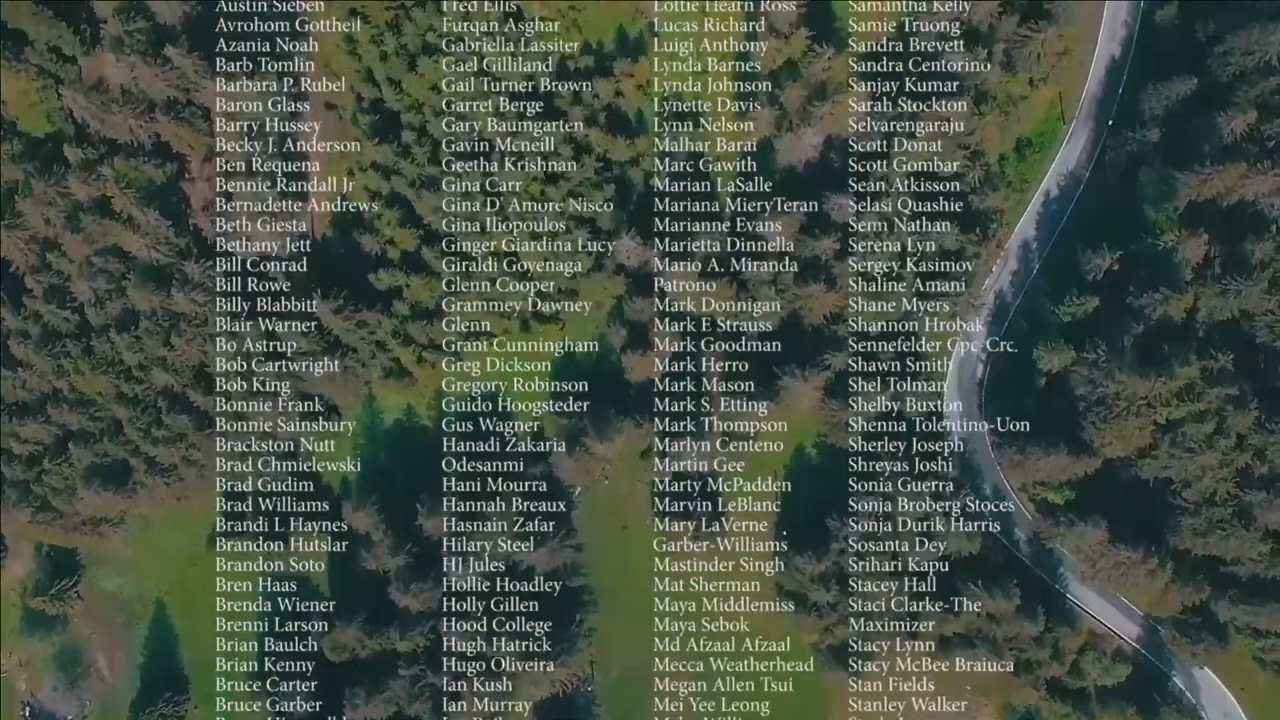 Austin Sieben
Avrohom Gottheil
Azania Noah
Barb Tomlin
Barbara P. Rubel
Baron Glass
Barry Hussey
Becky J. Anderson
Ben Requena
Bennie Randall Jr
Bernadette Andrews
Beth Giesta
Bethany Jett
Bill Conrad
Bill Rowe
Billy Blabbitt
Blair Warner
Bo Astrup
Bob Cartwright
Bob King
Bonnie Frank
Bonnie Sainsbury
Brackston Nutt
Brad Chmielewski
Brad Gudim
Brad Williams
Brandi L Haynes
Brandon Hutslar
Brandon Soto
Bren Haas
Brenda Wiener
Brenni Larson
Brian Baulch
Brian Kenny
Bruce Carter
Bruce Garber
Fred Ellis
Furqan Asghar
Gabriella Lassiter
Gael Gilliland
Gail Turner Brown
Garret Berge
Gary Baumgarten
Gavin Mcneill
Geetha Krishnan
Gina Carr
Gina D' Amore Nisco
Gina Iliopoulos
Ginger Giardina Lucy
Giraldi Goyenaga
Glenn Cooper
Grammey Dawney
Glenn
Grant Cunningham
Greg Dickson
Gregory Robinson
Guido Hoogsteder
Gus Wagner
Hanadi Zakaria
Odesanmi
Hani Mourra
Hannah Breaux
Hasnain Zafar
Hilary Steel
HJ Jules
Hollie Hoadley
Holly Gillen
Hood College
Hugh Hatrick
Hugo Oliveira
Ian Kush
Ian Murray
Lottie Hearn Ross
Lucas Richard
Luigi Anthony
Lynda Barnes
Lynda Johnson
Lynette Davis
Lynn Nelson
Malhar Barai
Marc Gawith
Marian LaSalle
Mariana MieryTeran
Marianne Evans
Marietta Dinnella
Mario A. Miranda
Patrono
Mark Donnigan
Mark E Strauss
Mark Goodman
Mark Herro
Mark Mason
Mark S. Etting
Mark Thompson
Marlyn Centeno
Martin Gee
Marty McPadden
Marvin LeBlanc
Mary LaVerne
Garber-Williams
Mastinder Singh
Mat Sherman
Maya Middlemiss
Maya Sebok
Md Afzaal Afzaal
Mecca Weatherhead
Megan Allen Tsui
Mei Yee Leong
Samantha Kelly
Samie Truong
Sandra Brevett
Sandra Centorino
Sanjay Kumar
Sarah Stockton
Selvarengaraju
Scott Donat
Scott Gombar
Sean Atkisson
Selasi Quashie
Senn Nathan
Serena Lyn
Sergey Kasimov
Shaline Amani
Shane Myers
Shannon Hrobak
Sennefelder Cpc-Crc.
Shawn Smith
Shel Tolman
Shelby Buxton
Shenna Tolentino-Uon
Sherley Joseph
Shreyas Joshi
Sonia Guerra
Sonja Broberg Stoces
Sonja Durik Harris
Sosanta Dey
Srihari Kapu
Stacey Hall
Staci Clarke-The
Maximizer
Stacy Lynn
Stacy McBee Braiuca
Stan Fields
Stanley Walker